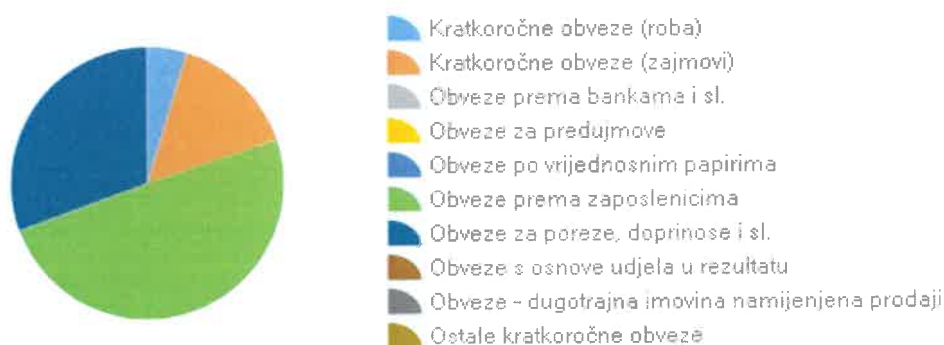 Kratkoročne obveze (roba)
Kratkoročne obveze (zajmovi)
Obveze prema bankama i sl.
Obveze za predujmove
Obveze po vrijednosnim papirima
Obveze prema zaposlenicima
Obveze za poreze, doprinose i sl.
Obveze s osnove udjela u rezultatu
Obveze - dugotrajna imovina namijenjena prodaji
Ostale kratkoročne obveze